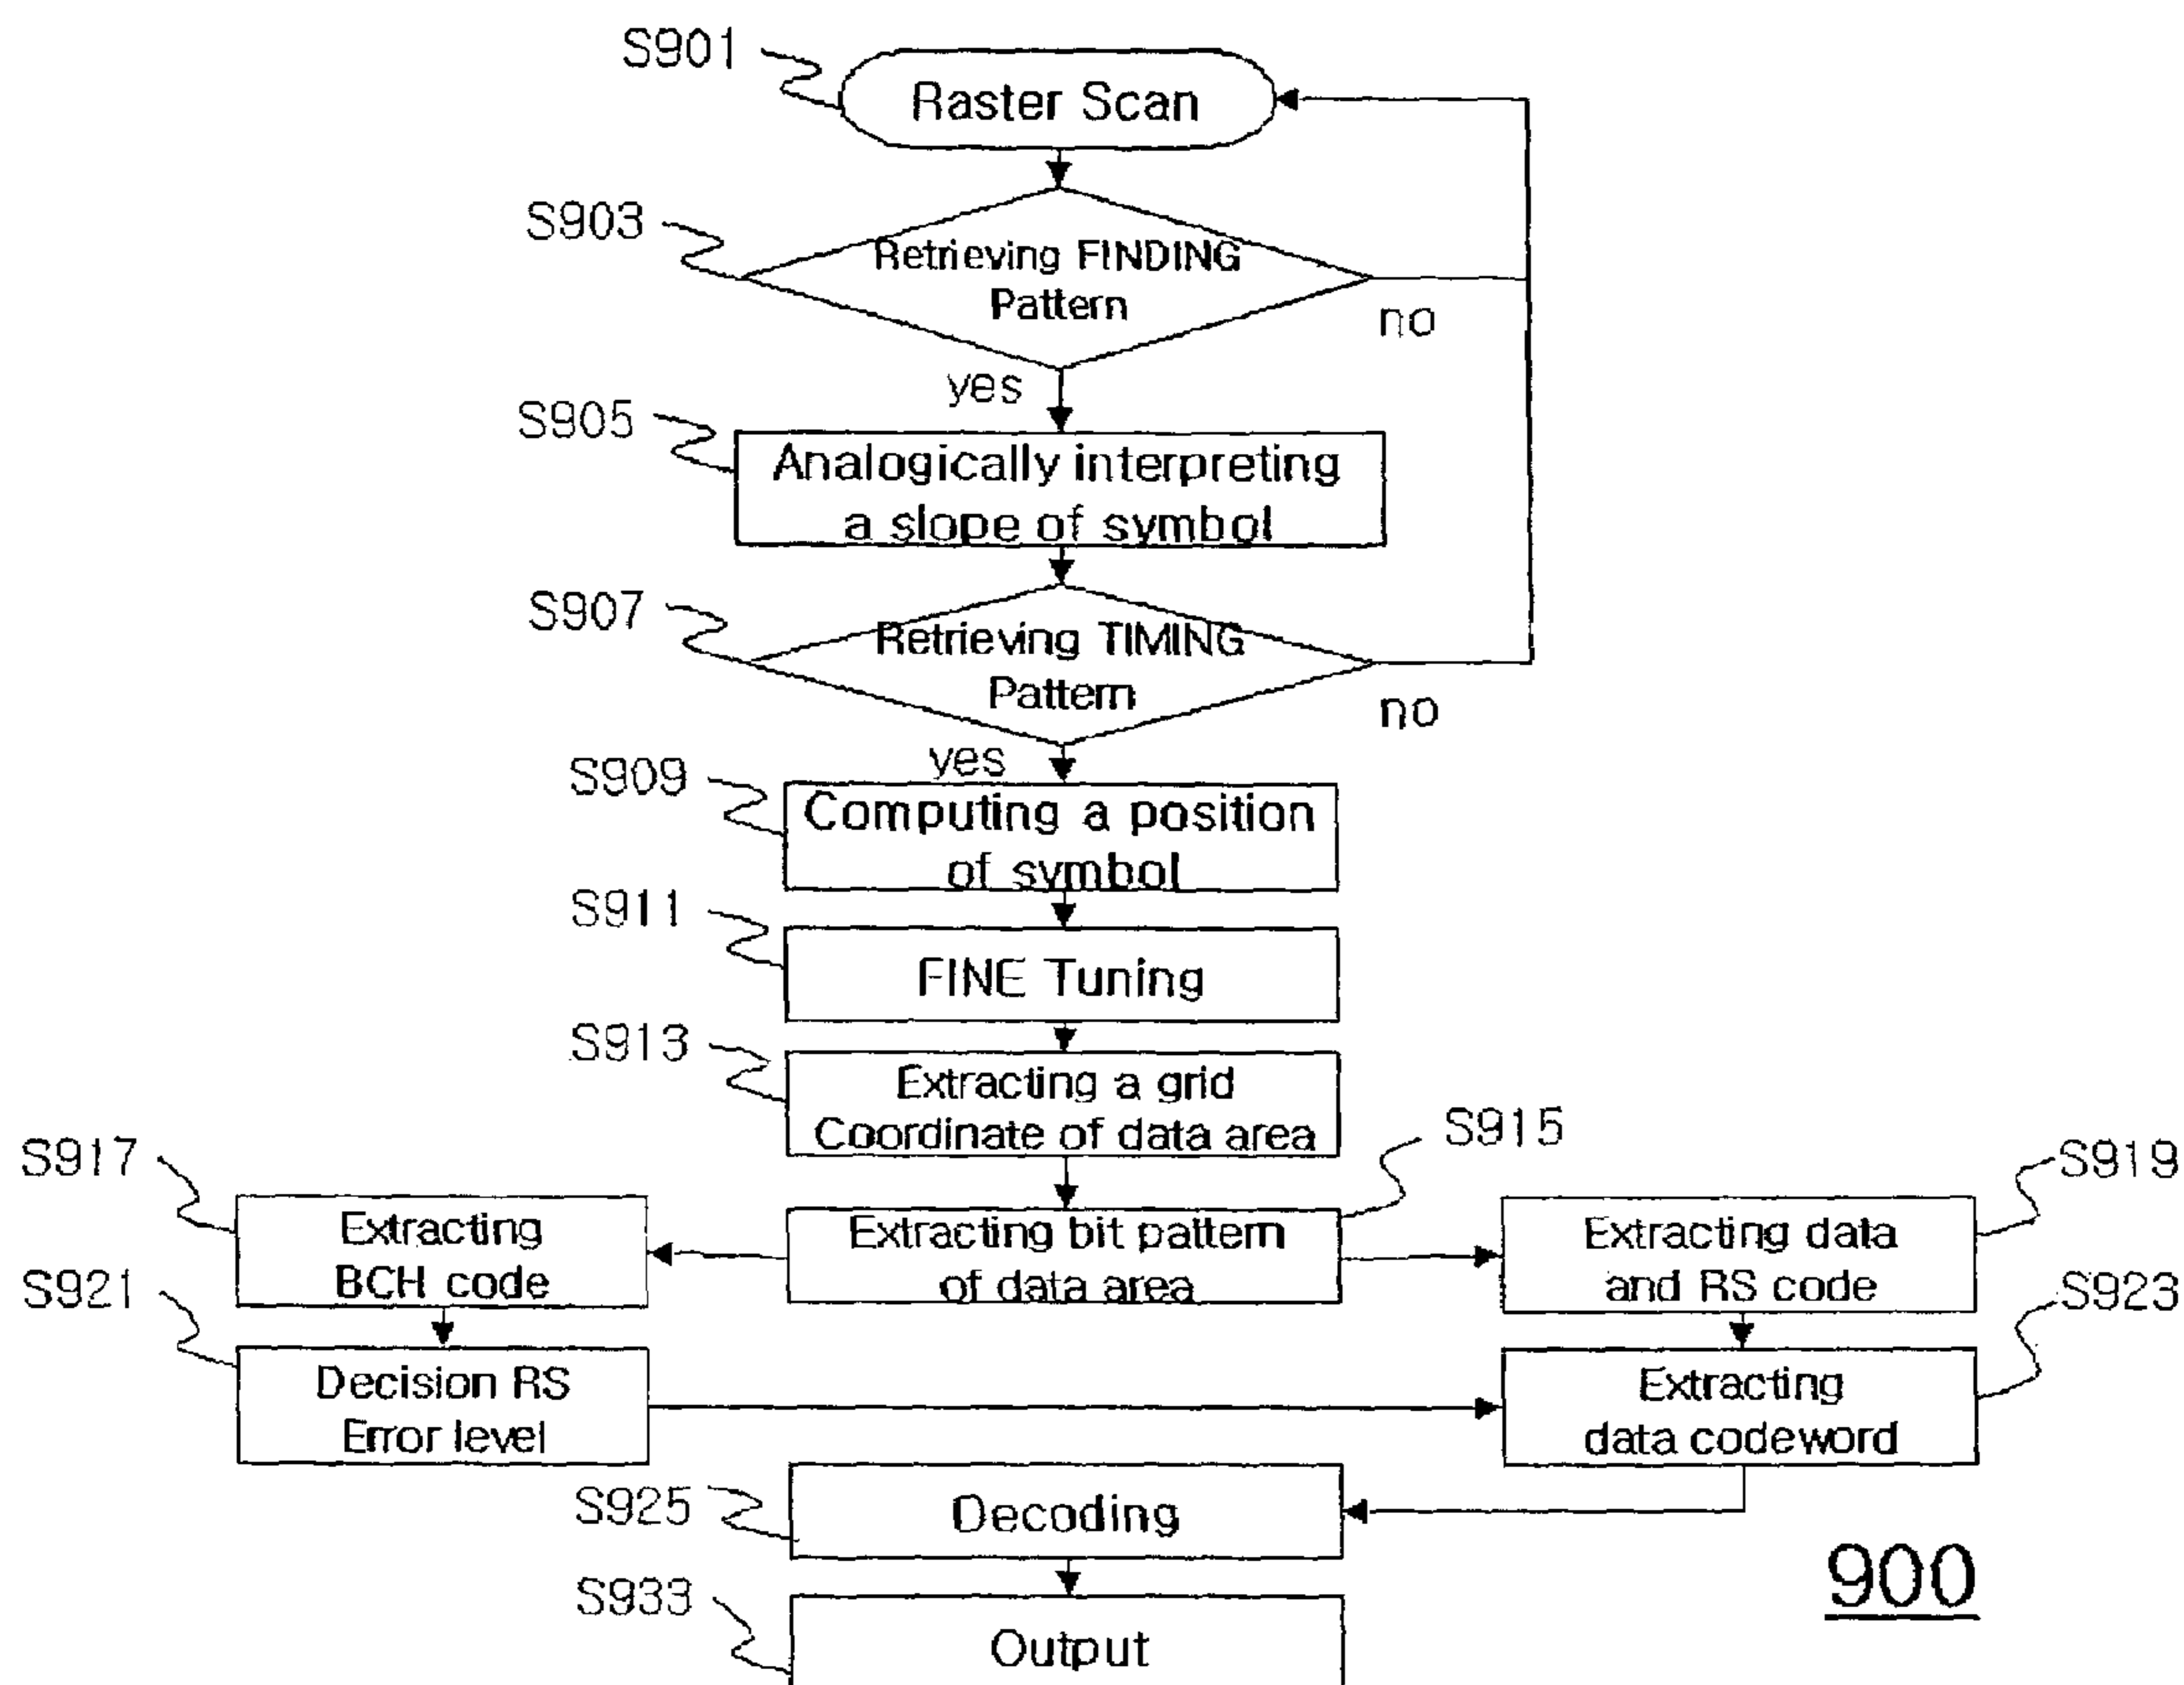 S901
Raster Scan
S903
Retrieving FINDING
Pattern
no
yes
S905
Analogically interpreting
a slope of symbol
S907
Retrieving TIMING
Pattern
no
yes
S909
Computing a position
of symbol
S911
FINE Tuning
S913
Extracting a grid
Coordinate of data area
S915
S917
S919
Extracting
BCH code
Extracting bit pattern
of data area
Extracting data
and RS code
S921
S923
Decision RS
Error level
Extracting
data codeword
S925
Decoding
900
S933
Output